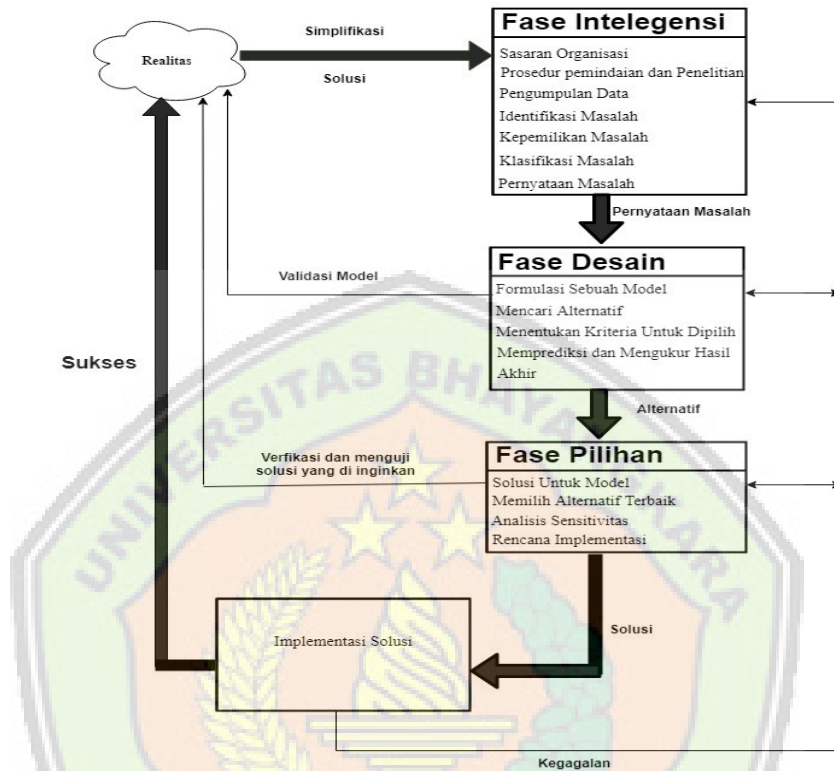 Realitas
Simplifikasi
Solusi
Fase Intelegensi
Sasaran Organisasi
Prosedur pemindaian dan Penelitian
Pengumpulan Data
Identifikasi Masalah
Kepemilikan Masalah
Klasifikasi Masalah
Pernyataan Masalah
Pernyataan Masalah
Fase Desain
Formulasi Sebuah Model
Mencari Alternatif
Menentukan Kriteria Untuk Dipilih
Memprediksi dan Mengukur Hasil
Akhir
Validasi Model
Sukses
Alternatif
Fase Pilihan
Solusi Untuk Model
Memilih Alternatif Terbaik
Analisis Sensitivitas
Rencana Implementasi
Verfikasi dan menguji
solusi yang di inginkan
Solusi
Implementasi Solusi
Kegagalan
UNIVERSITAS BHAYANGKARA